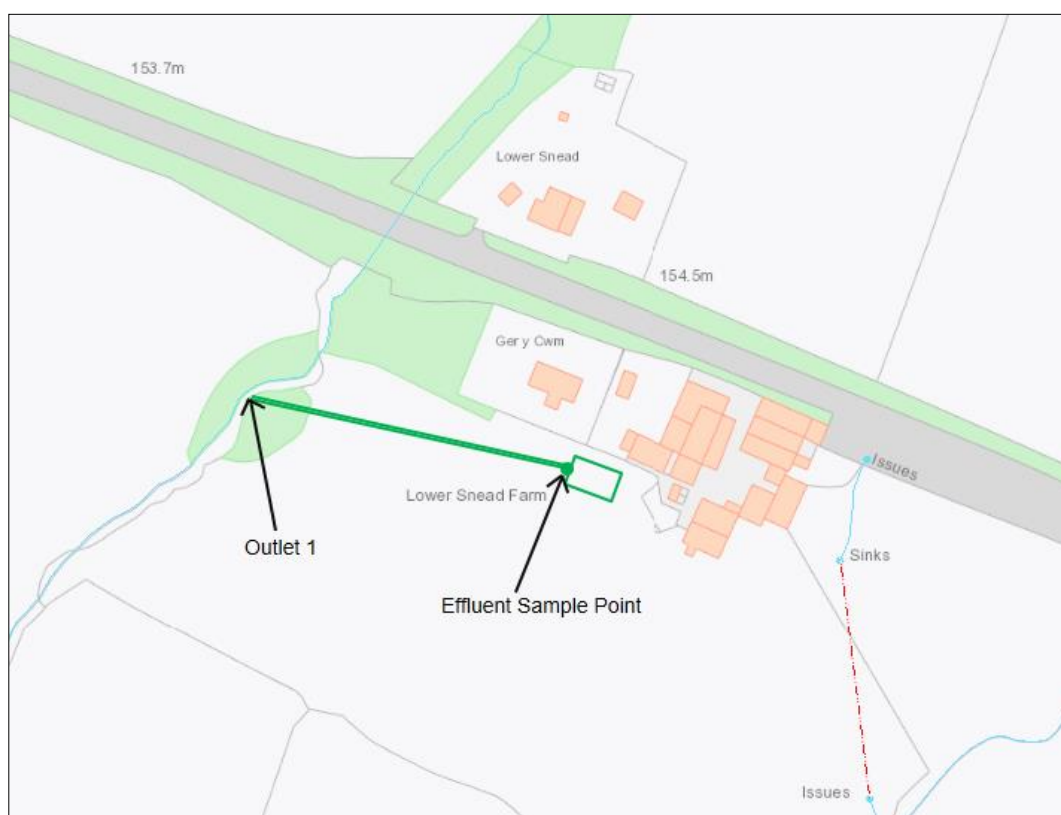 153.7m
Lower Snead
154.5m
Ger y Cwm
Issues
Lower Snead Farm
Outlet 1
Sinks
Effluent Sample Point
Issues